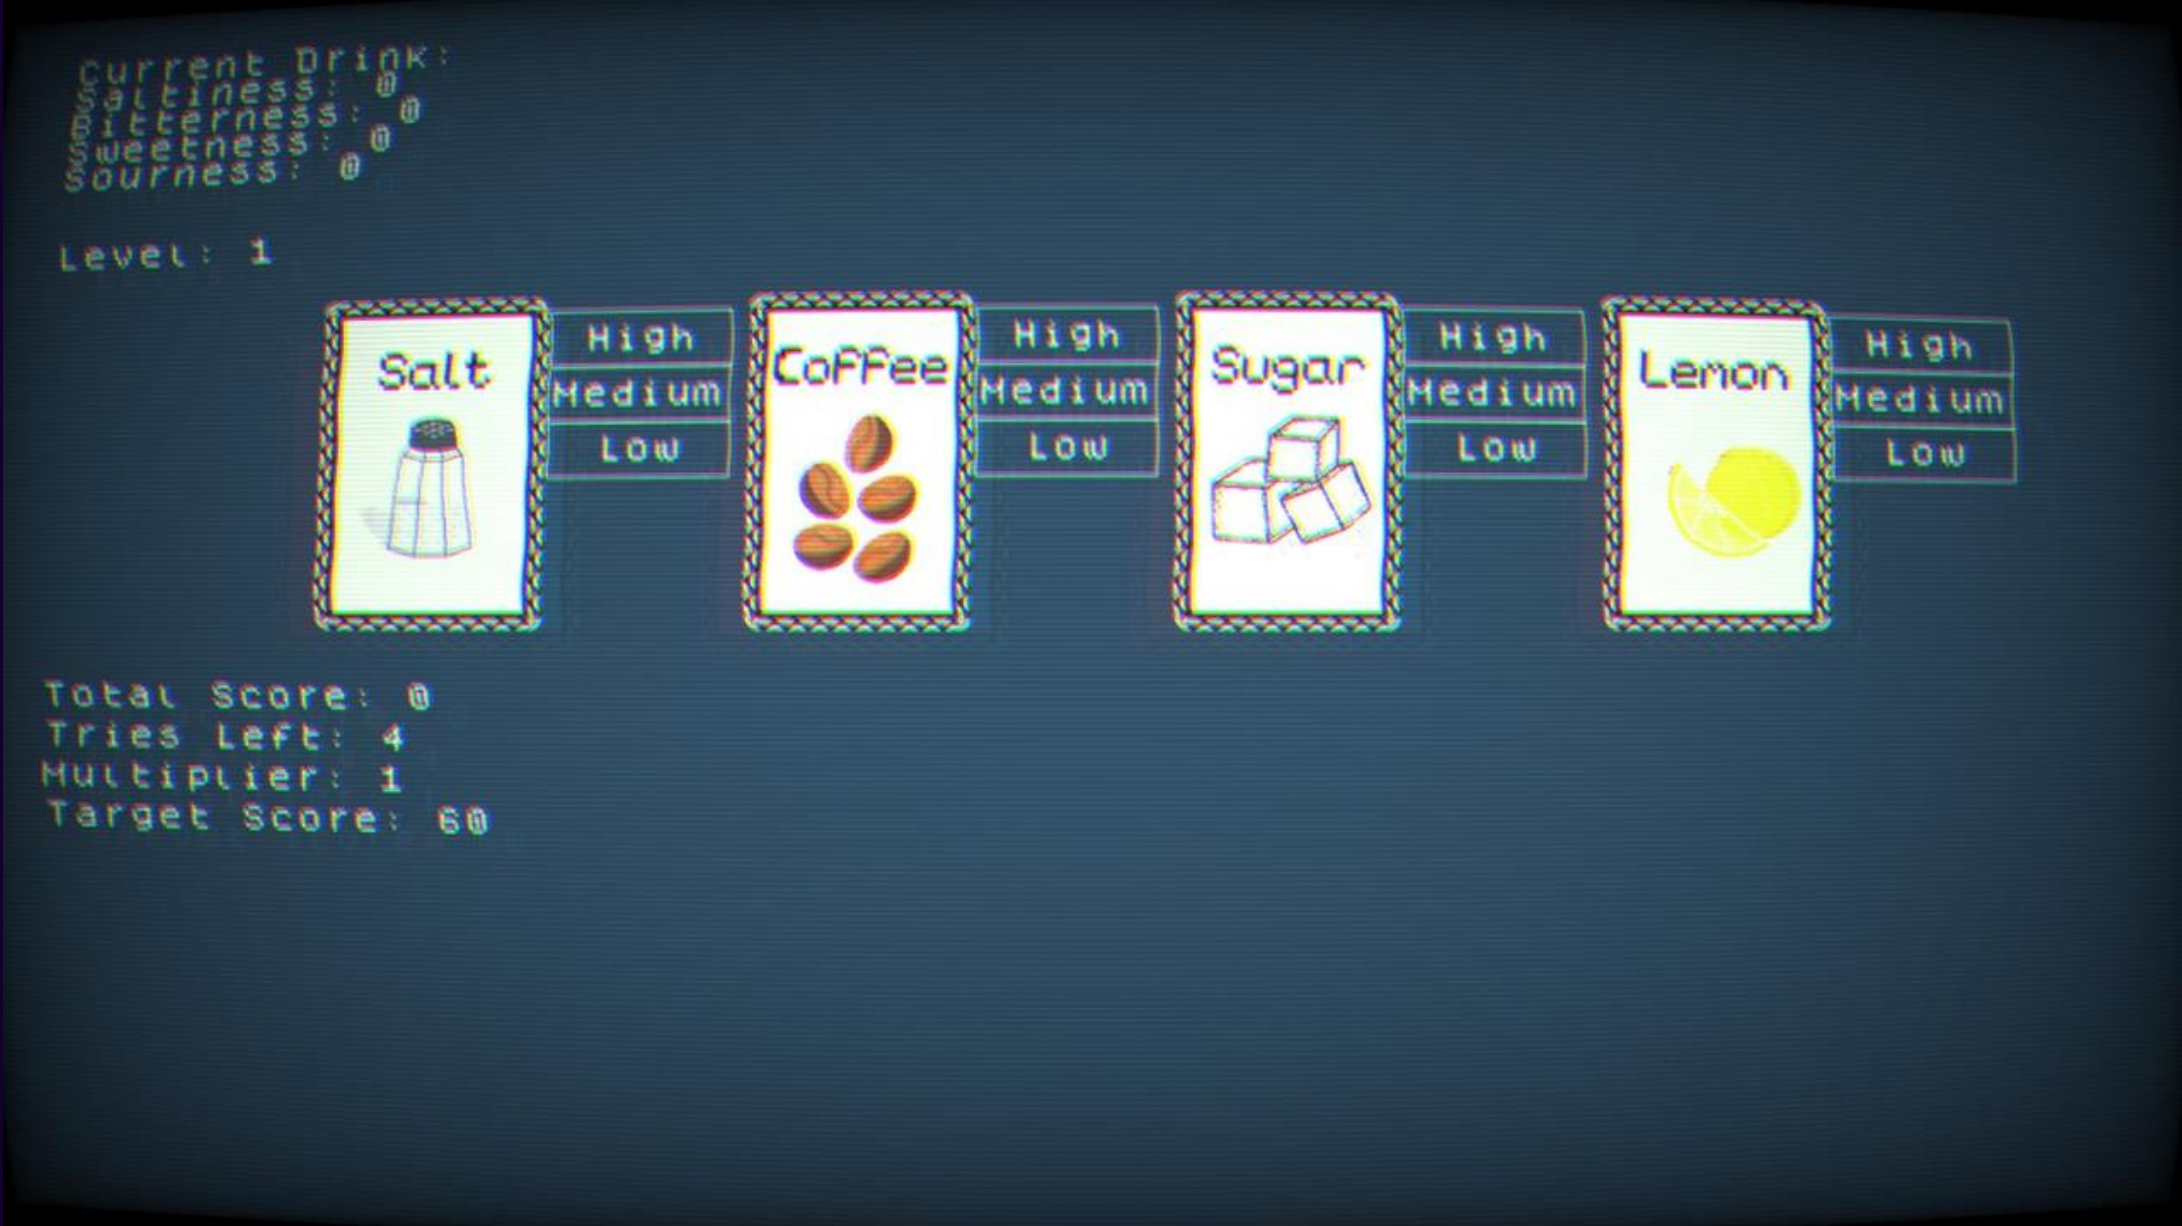 Current Drink:
Saltiness: 0
Bitterness: 0
Sweetness: 0
Sourness: 0
Level: 1
Salt
High
Medium
Low
Coffee
High
Medium
Low
Sugar
High
Medium
Low
Lemon
High
Medium
Low
Total Score: 0
Tries Left: 4
Multiplier: 1
Target Score: 60